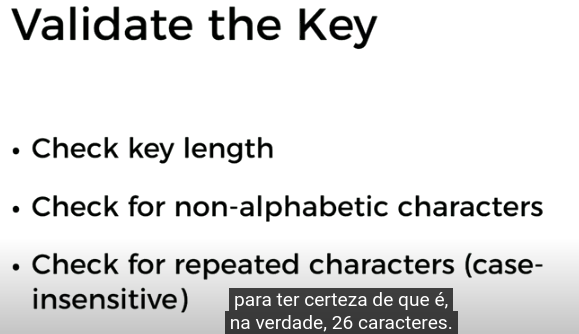 Validate the Key
• Check key length
• Check for non-alphabetic characters
• Check for repeated characters (case-
insensitive)
para ter certeza de que é,
na verdade, 26 caracteres.